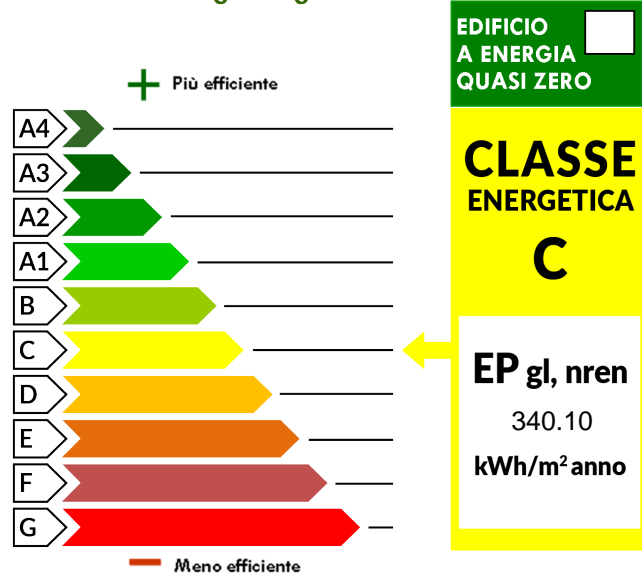 EDIFICIO
A ENERGIA
QUASI ZERO
Più efficiente
A4
A3
A2
A1
B
C
D
E
F
G
Meno efficiente
CLASSE
ENERGETICA
C
EP gl, nren
340.10
kWh/m² anno